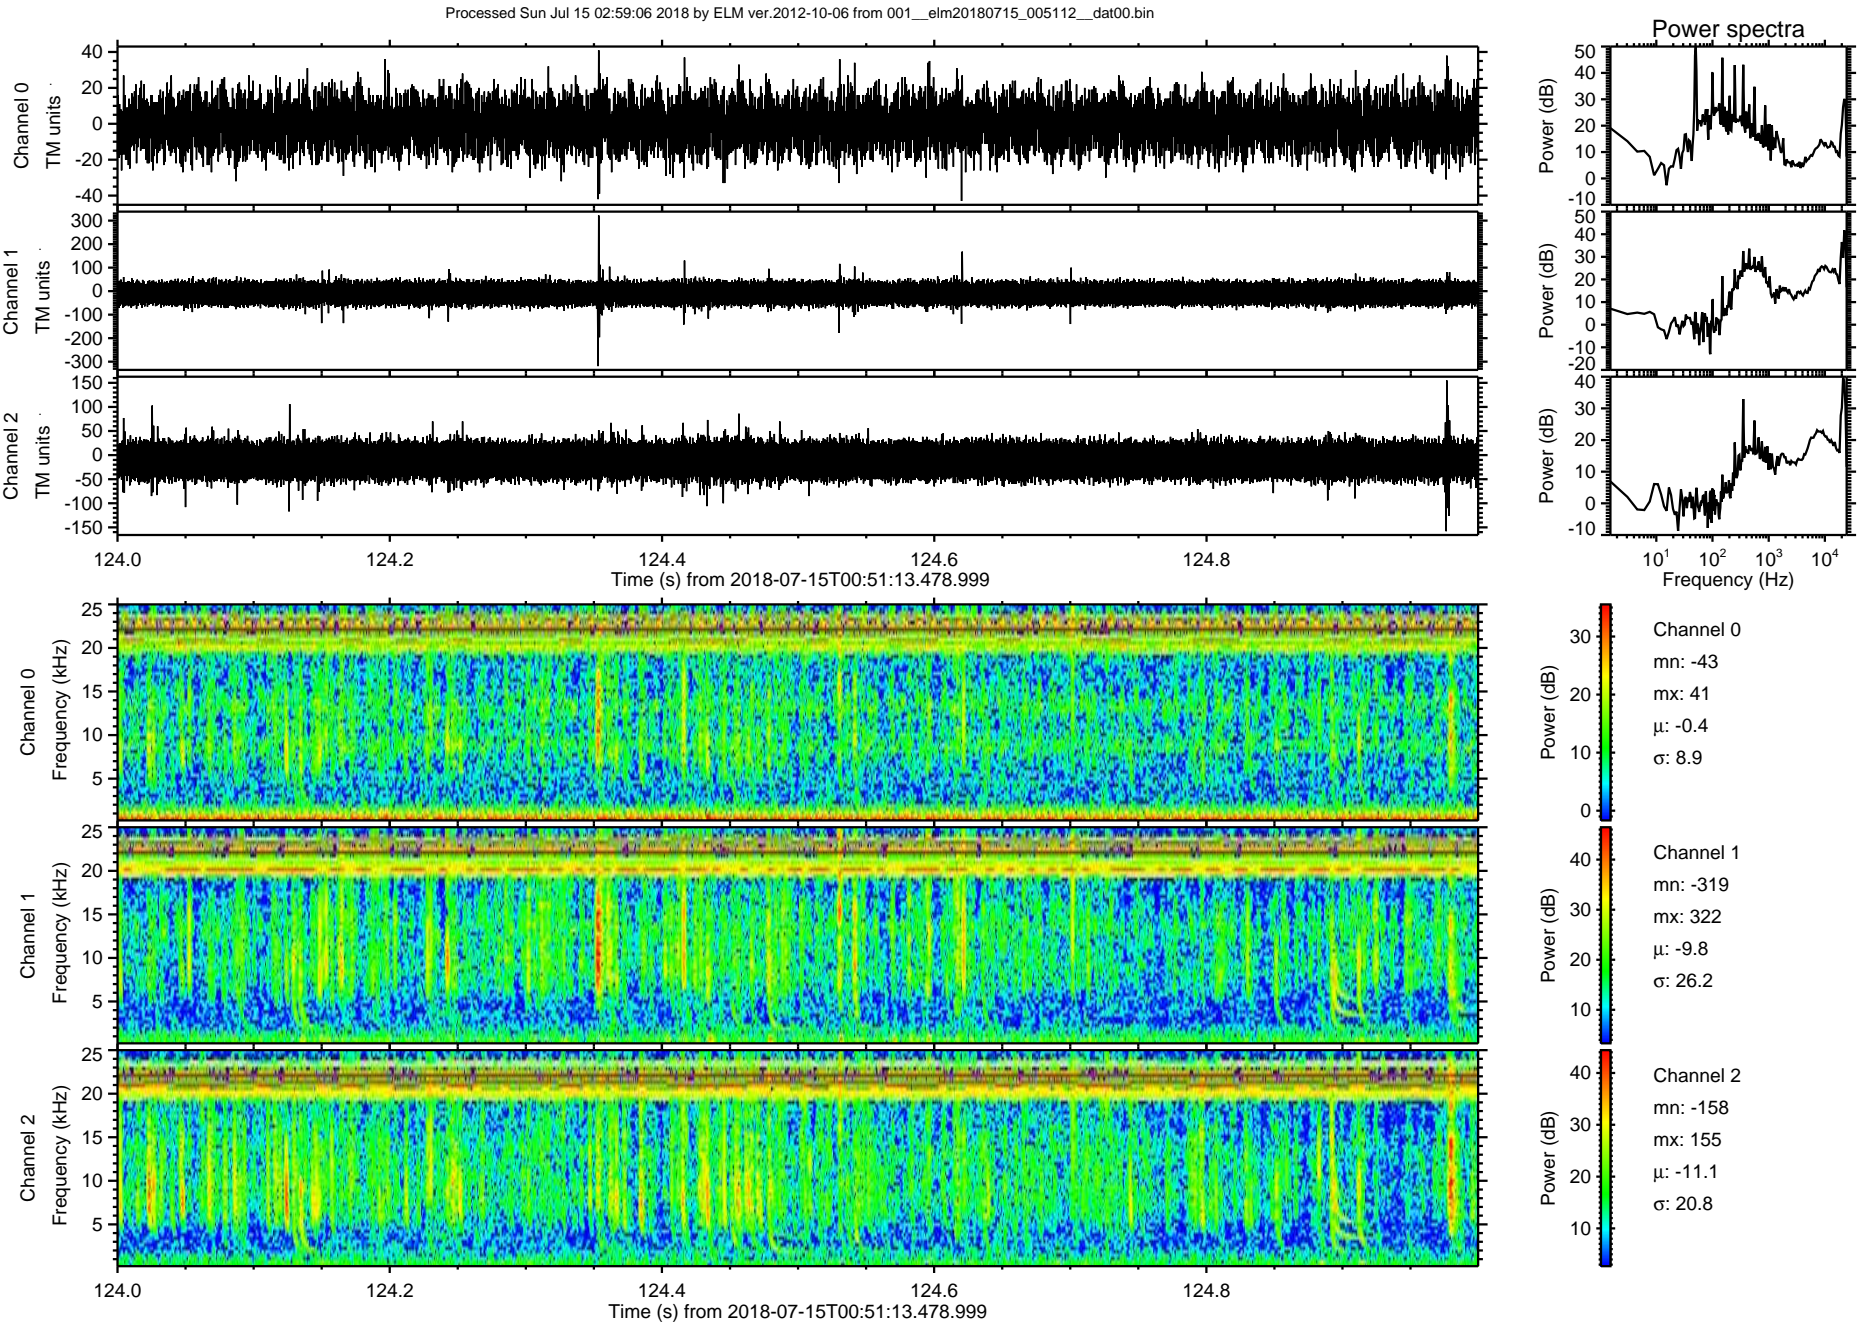 Processed Sun Jul 15 02:59:06 2018 by ELM ver.2012-10-06 from 001__elm20180715_005112__dat00.bin
Power spectra
Channel 0
TM units
40
20
0
-20
-40
Power (dB)
50
40
30
20
10
0
-10
Channel 1
TM units
300
200
100
0
-100
-200
-300
Power (dB)
50
40
30
20
10
0
-10
-20
Channel 2
TM units
150
100
50
0
-50
-100
-150
Power (dB)
40
30
20
10
0
-10
124.0 124.2 124.4 124.6 124.8
Time (s) from 2018-07-15T00:51:13.478.999
10¹ 10² 10³ 10⁴
Frequency (Hz)
Channel 0
Frequency (kHz)
25
20
15
10
5
Power (dB)
30
20
10
0
Channel 0
mn: -43
mx: 41
μ: -0.4
σ: 8.9
Channel 1
Frequency (kHz)
25
20
15
10
5
Power (dB)
40
30
20
10
Channel 1
mn: -319
mx: 322
μ: -9.8
σ: 26.2
Channel 2
Frequency (kHz)
25
20
15
10
5
Power (dB)
40
30
20
10
Channel 2
mn: -158
mx: 155
μ: -11.1
σ: 20.8
124.0 124.2 124.4 124.6 124.8
Time (s) from 2018-07-15T00:51:13.478.999